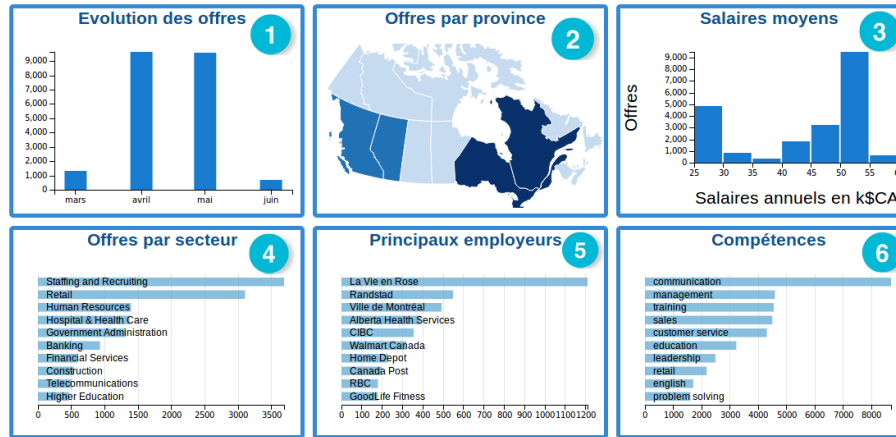 Evolution des offres
1
9,000
8,000
7,000
6,000
5,000
4,000
3,000
2,000
1,000
0
mars avril mai juin
Offres par province
2
Salaires moyens
3
Offres
9,000
8,000
7,000
6,000
5,000
4,000
3,000
2,000
1,000
0
25 30 35 40 45 50 55
Salaires annuels en k$CA
Offres par secteur
4
Staffing and Recruiting
Retail
Human Resources
Hospital & Health Care
Government Administration
Banking
Financial Services
Construction
Telecommunications
Higher Education
0 500 1000 1500 2000 2500 3000 3500
Principaux employeurs
5
La Vie en Rose
Randstad
Ville de Montréal
Alberta Health Services
CIBC
Walmart Canada
Home Depot
Canada Post
RBC
GoodLife Fitness
0 100 200 300 400 500 600 700 800 900 1000 1100 1200
Compétences
6
communication
management
training
sales
customer service
education
leadership
retail
english
problem solving
0 1000 2000 3000 4000 5000 6000 7000 8000